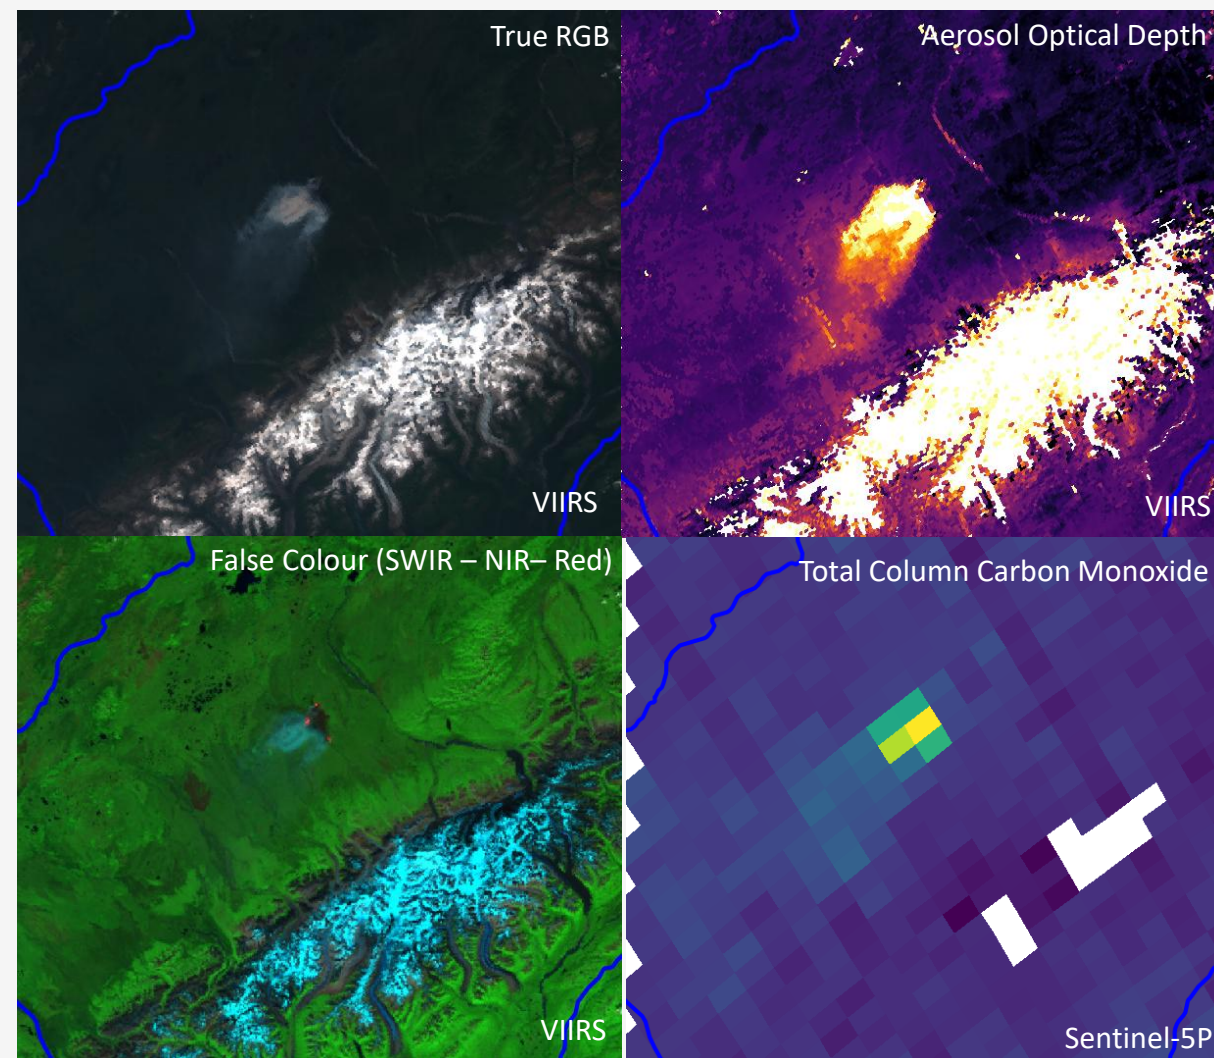 True RGB
Aerosol Optical Depth
VIIRS
VIIRS
False Colour (SWIR – NIR– Red)
Total Column Carbon Monoxide
VIIRS
Sentinel-5P